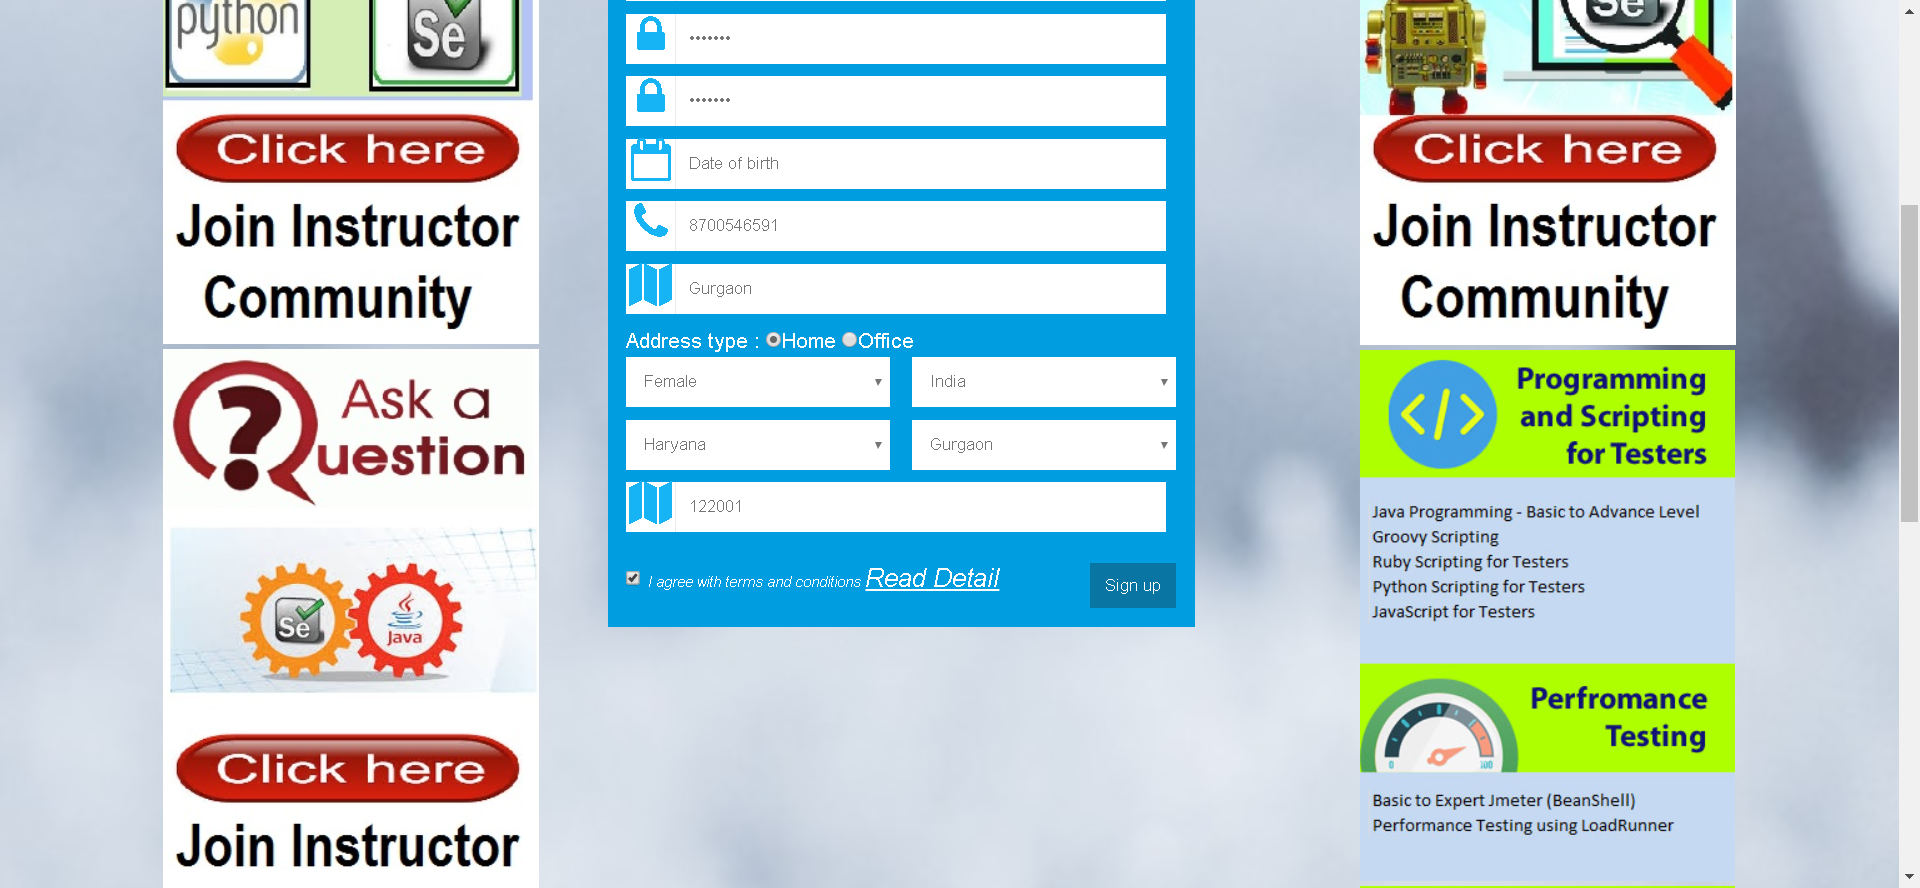 python
Se
Click here
Join Instructor
Community
Ask a
uestion
Se
Java
Click here
Join Instructor
•••••••
•••••••
Date of birth
8700546591
Gurgaon
Address type : Home Office
Female
India
Haryana
Gurgaon
122001
I agree with terms and conditions Read Detail
Sign up
Se
Click here
Join Instructor
Community
Programming
and Scripting
for Testers
Java Programming - Basic to Advance Level
Groovy Scripting
Ruby Scripting for Testers
Python Scripting for Testers
JavaScript for Testers
Perfromance
Testing
0 100
Basic to Expert Jmeter (BeanShell)
Performance Testing using LoadRunner